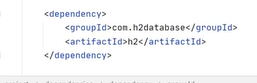 <dependency>
<groupId>com.h2database</groupId>
<artifactId>h2</artifactId>
</dependency>